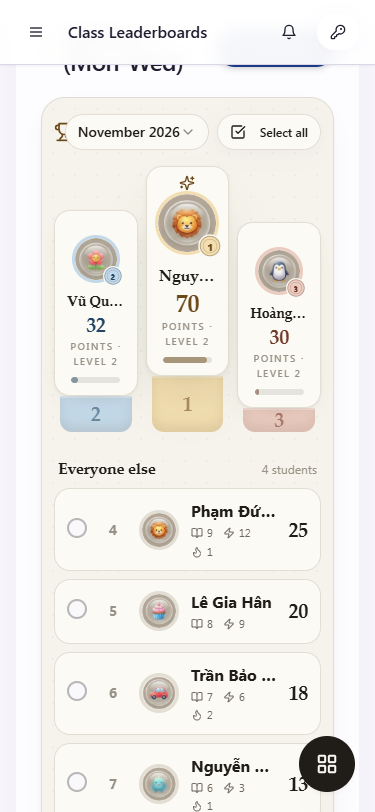 Class Leaderboards
(Mon-Wed)
November 2026
Select all
2
Vũ Qu...
32
POINTS ·
LEVEL 2
2
1
Nguy...
70
POINTS ·
LEVEL 2
1
3
Hoàng...
30
POINTS ·
LEVEL 2
3
Everyone else
4 students
4
Phạm Đứ...
9 12
1
25
5
Lê Gia Hân
8 9
20
6
Trần Bảo ...
7 6
2
18
7
Nguyễn ...
6 3
1
13